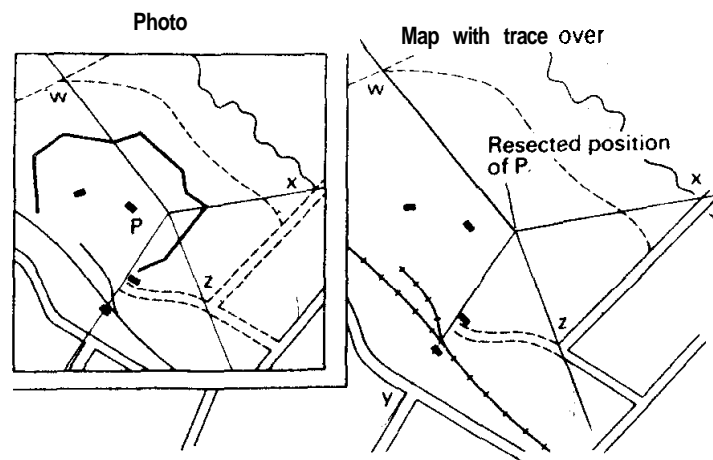 Photo
Map with trace over
W
X
P
Z
W
Resected position
of P.
X
Z
y